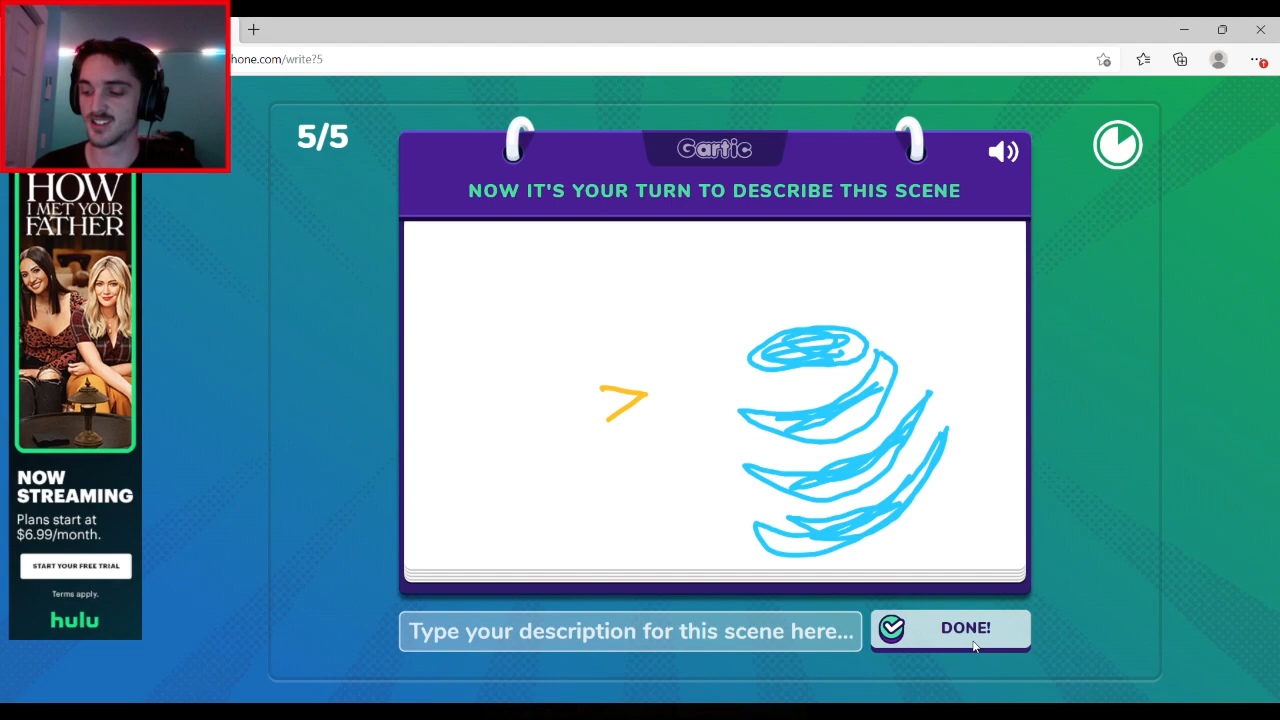 hone.com/write?5
5/5
Gartic
NOW IT'S YOUR TURN TO DESCRIBE THIS SCENE
>
Type your description for this scene here...
DONE!
HOW
I MET YOUR
FATHER
NOW
STREAMING
Plans start at
$6.99/month.
START YOUR FREE TRIAL
Terms apply.
hulu